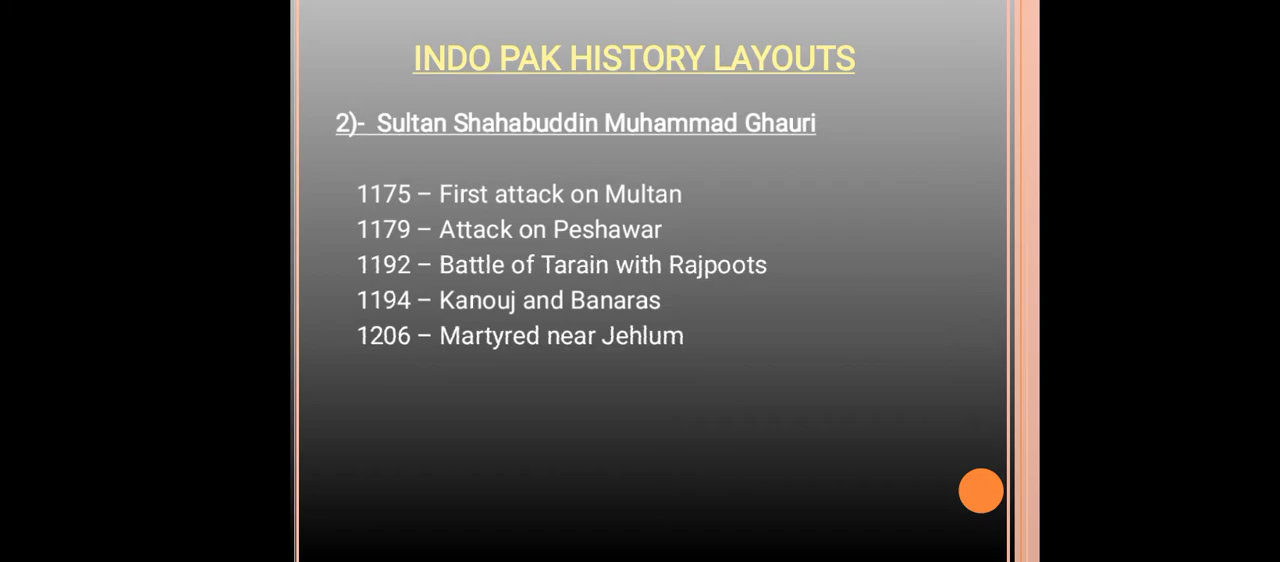 INDO PAK HISTORY LAYOUTS
2)- Sultan Shahabuddin Muhammad Ghauri
1175 – First attack on Multan
1179 – Attack on Peshawar
1192 – Battle of Tarain with Rajpoots
1194 – Kanouj and Banaras
1206 – Martyred near Jehlum